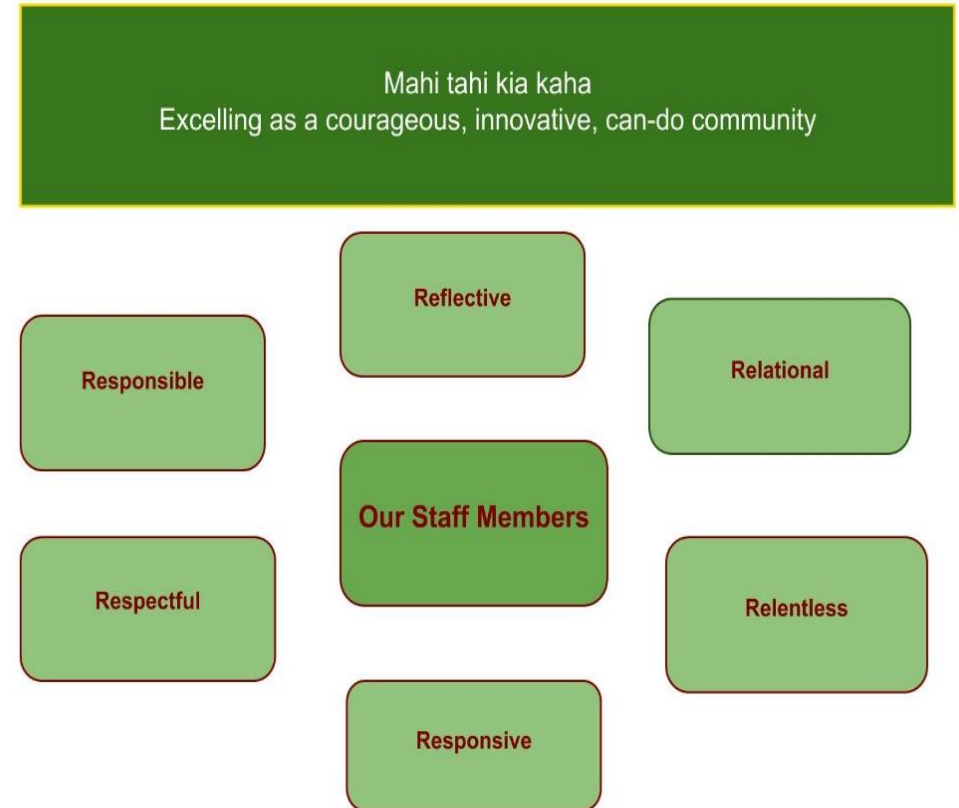 Mahi tahi kia kaha
Excelling as a courageous, innovative, can-do community
Reflective
Responsible
Relational
Our Staff Members
Respectful
Relentless
Responsive